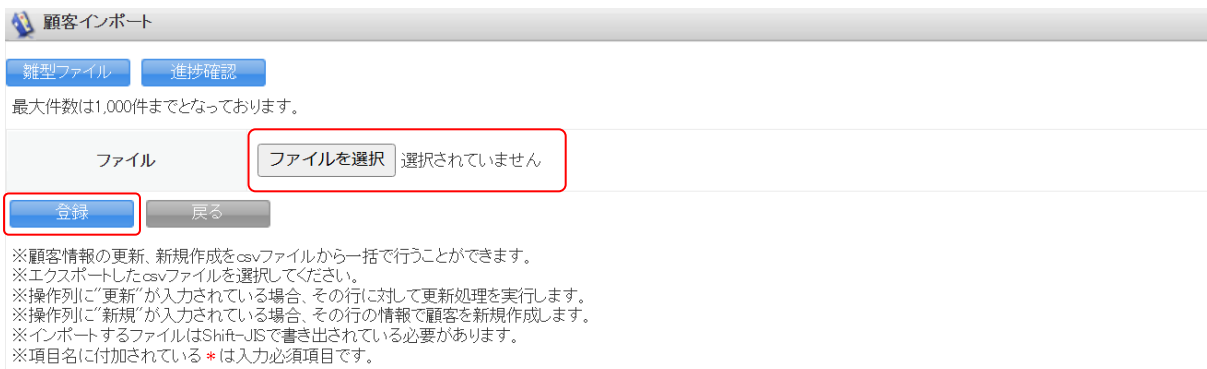 顧客インポート
雛型ファイル 進捗確認
最大件数は1,000件までとなっております。
ファイル ファイルを選択 選択されていません
登録 戻る
※顧客情報の更新、新規作成をcsvファイルから一括で行うことができます。
※エクスポートしたcsvファイルを選択してください。
※操作列に"更新"が入力されている場合、その行に対して更新処理を実行します。
※操作列に"新規"が入力されている場合、その行の情報で顧客を新規作成します。
※インポートするファイルはShift-JISで書き出されている必要があります。
※項目名に付加されている*は入力必須項目です。